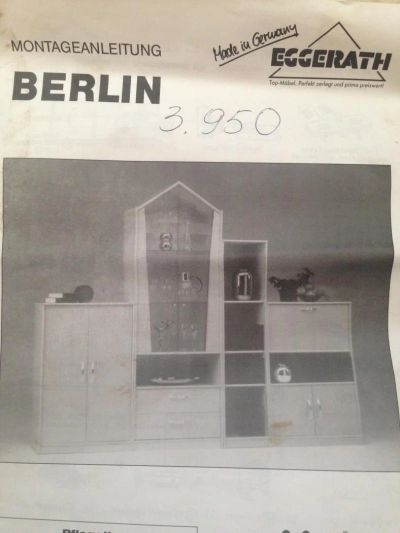 MONTAGEANLEITUNG
Made in Germany
EGGERATH
Top-Möbel. Perfekt zerlegt und prima preiswert!
BERLIN
3.950